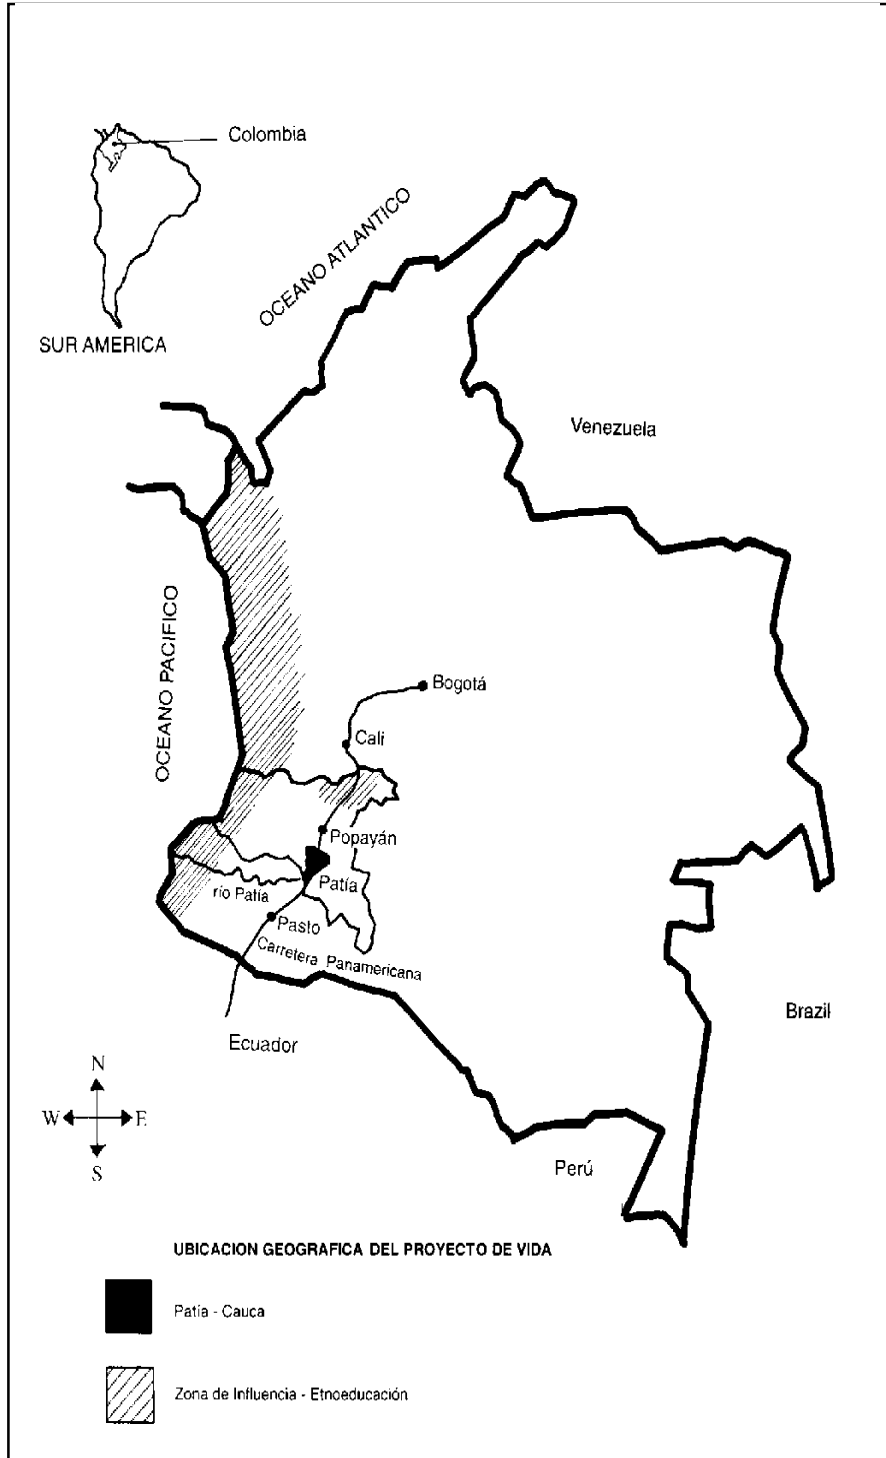 Colombia
OCEANO ATLANTICO
SUR AMERICA
Venezuela
OCEANO PACIFICO
Bogotá
Cali
Popayán
Patía
río Patía
Pasto
Carretera Panamericana
Brazil
Ecuador
N
W E
S
Perú
UBICACION GEOGRAFICA DEL PROYECTO DE VIDA
Patía - Cauca
Zona de Influencia - Etnoeducación